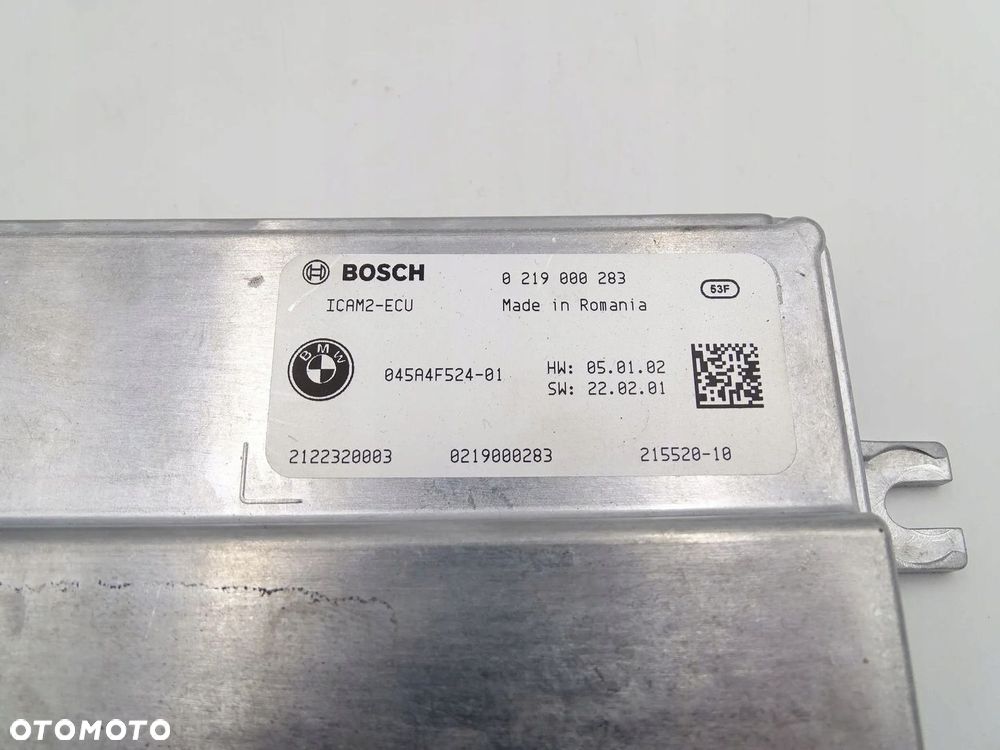 BOSCH 0 219 000 283
ICAM2-ECU Made in Romania 53F
BMW 045A4F524-01 HW: 05.01.02
SW: 22.02.01
2122320003 0219000283 215520-10
OTOMOTO